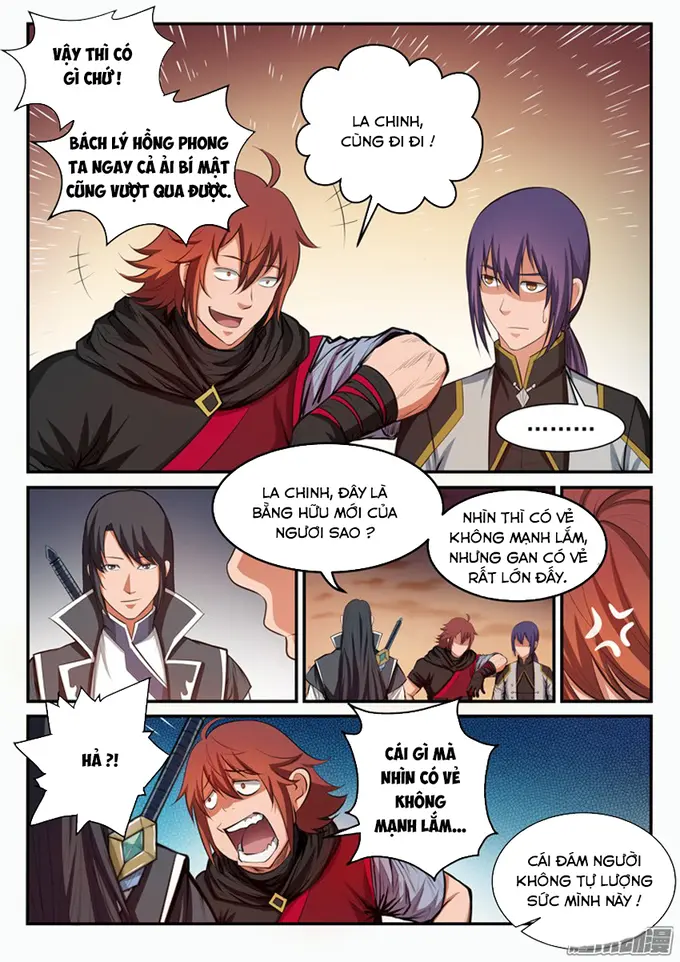 VẬY THÌ CÓ
GÌ CHỨ!
BÁCH LÝ HỒNG PHONG
TA NGAY CẢ ẢI BÍ MẬT
CŨNG VƯỢT QUA ĐƯỢC.
LA CHINH,
CÙNG ĐI ĐI!
.........
LA CHINH, ĐÂY LÀ
BẰNG HỮU MỚI CỦA
NGƯƠI SAO?
NHÌN THÌ CÓ VẺ
KHÔNG MẠNH LẮM,
NHƯNG GAN CÓ VẺ
RẤT LỚN ĐẤY.
HẢ?!
CÁI GÌ MÀ
NHÌN CÓ VẺ
KHÔNG
MẠNH LẮM...
CÁI ĐÁM NGƯỜI
KHÔNG TỰ LƯỢNG
SỨC MÌNH NÀY!